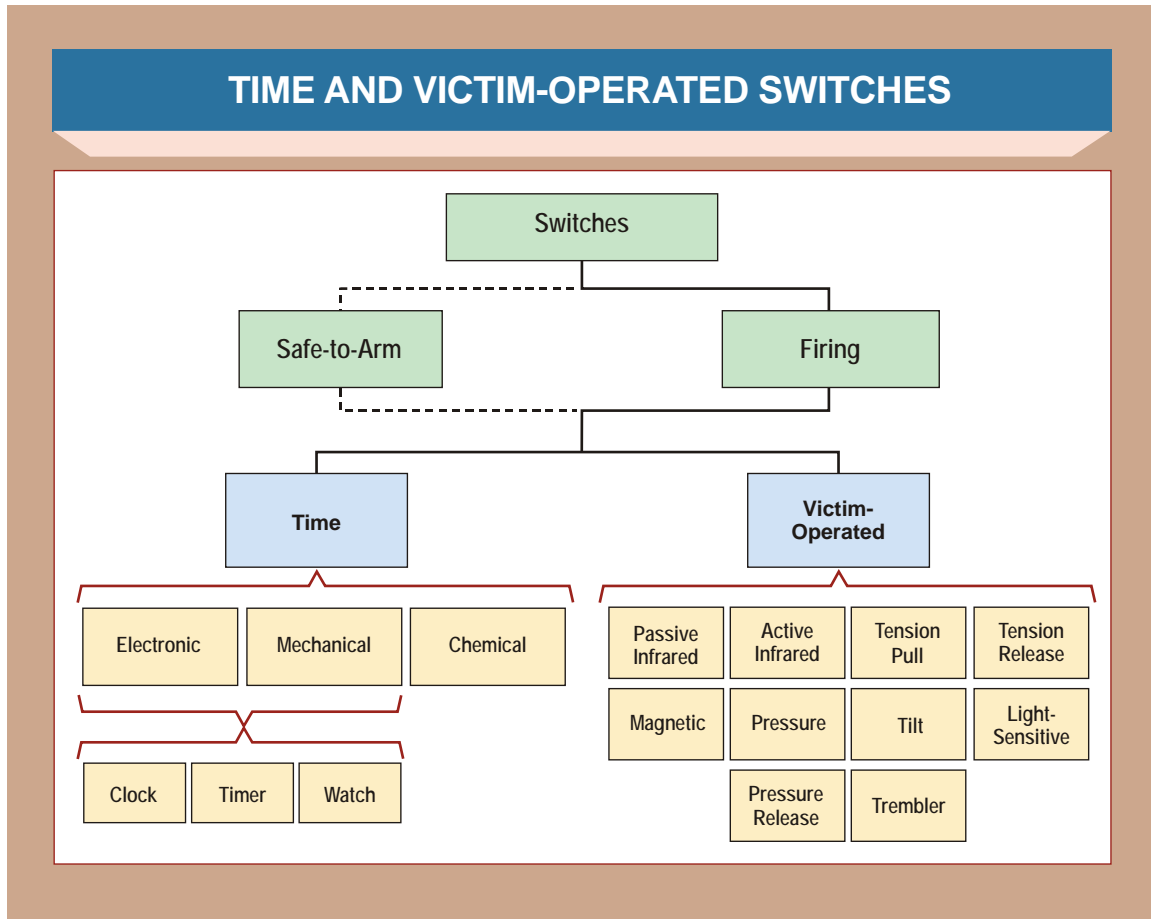 TIME AND VICTIM-OPERATED SWITCHES
Switches
Safe-to-Arm
Firing
Time
Victim-
Operated
Electronic
Mechanical
Chemical
Clock
Timer
Watch
Passive
Infrared
Active
Infrared
Tension
Pull
Tension
Release
Magnetic
Pressure
Tilt
Light-
Sensitive
Pressure
Release
Trembler